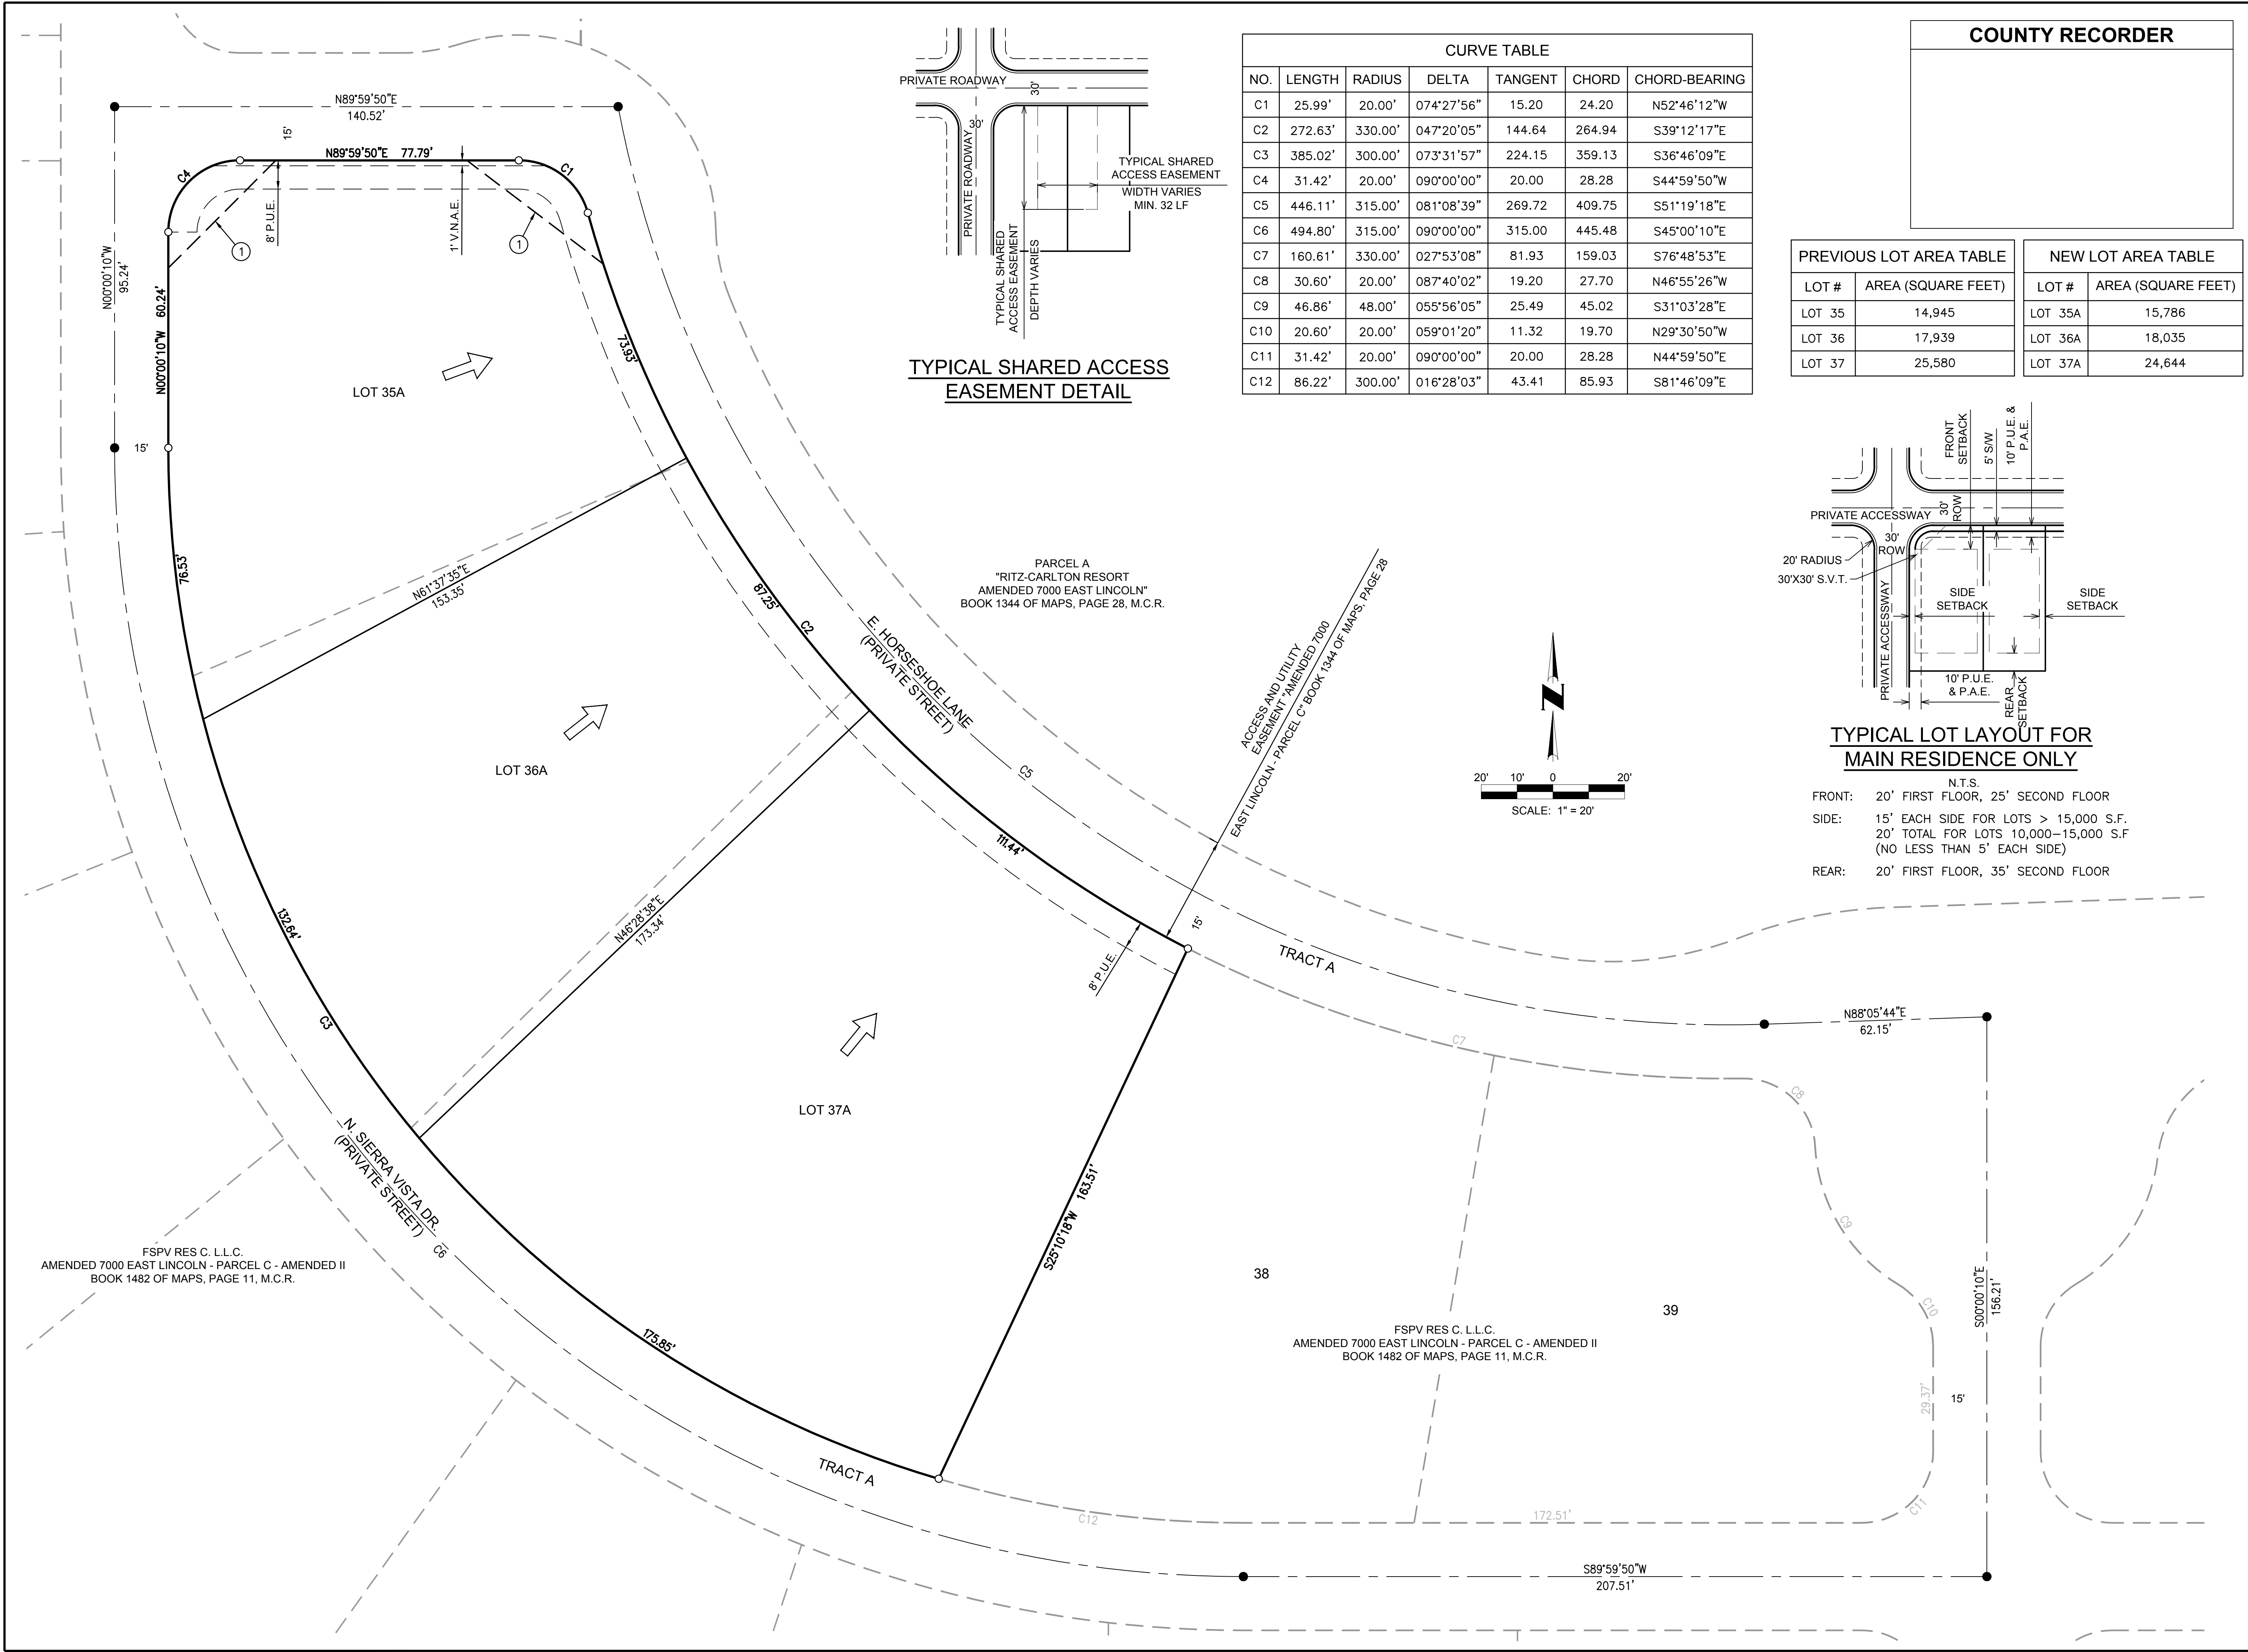 N89°59'50"E
140.52'
15'
N89°59'50"E 77.79'
C4
C1
8' P.U.E.
1' V.N.A.E.
1
1
N00°00'10"W
95.24'
N00°00'10"W 60.24'
15'
73.93'
LOT 35A
76.53'
N61°37'35"E
153.35'
87.25'
C2
E. HORSESHOE LANE
(PRIVATE STREET)
LOT 36A
C5
132.64'
N46°28'38"E
173.34'
111.44'
C3
8' P.U.E.
15'
TRACT A
LOT 37A
N. SIERRA VISTA DR.
(PRIVATE STREET)
C6
S25°10'18"W 163.51'
175.85'
TRACT A
FSPV RES C. L.L.C.
AMENDED 7000 EAST LINCOLN - PARCEL C - AMENDED II
BOOK 1482 OF MAPS, PAGE 11, M.C.R.
PRIVATE ROADWAY
30'
30'
PRIVATE ROADWAY
TYPICAL SHARED
ACCESS EASEMENT
WIDTH VARIES
MIN. 32 LF
TYPICAL SHARED
ACCESS EASEMENT
DEPTH VARIES
TYPICAL SHARED ACCESS
EASEMENT DETAIL
PARCEL A
"RITZ-CARLTON RESORT
AMENDED 7000 EAST LINCOLN"
BOOK 1344 OF MAPS, PAGE 28, M.C.R.
ACCESS AND UTILITY
EASEMENT "AMENDED 7000
EAST LINCOLN - PARCEL C" BOOK 1344 OF MAPS, PAGE 28
CURVE TABLE
NO. LENGTH RADIUS DELTA TANGENT CHORD CHORD-BEARING
C1 25.99' 20.00' 074°27'56" 15.20 24.20 N52°46'12"W
C2 272.63' 330.00' 047°20'05" 144.64 264.94 S39°12'17"E
C3 385.02' 300.00' 073°31'57" 224.15 359.13 S36°46'09"E
C4 31.42' 20.00' 090°00'00" 20.00 28.28 S44°59'50"W
C5 446.11' 315.00' 081°08'39" 269.72 409.75 S51°19'18"E
C6 494.80' 315.00' 090°00'00" 315.00 445.48 S45°00'10"E
C7 160.61' 330.00' 027°53'08" 81.93 159.03 S76°48'53"E
C8 30.60' 20.00' 087°40'02" 19.20 27.70 N46°55'26"W
C9 46.86' 48.00' 055°56'05" 25.49 45.02 S31°03'28"E
C10 20.60' 20.00' 059°01'20" 11.32 19.70 N29°30'50"W
C11 31.42' 20.00' 090°00'00" 20.00 28.28 N44°59'50"E
C12 86.22' 300.00' 016°28'03" 43.41 85.93 S81°46'09"E
COUNTY RECORDER
PREVIOUS LOT AREA TABLE
LOT # AREA (SQUARE FEET)
LOT 35 14,945
LOT 36 17,939
LOT 37 25,580
NEW LOT AREA TABLE
LOT # AREA (SQUARE FEET)
LOT 35A 15,786
LOT 36A 18,035
LOT 37A 24,644
FRONT
SETBACK
5' S/W
10' P.U.E. &
P.A.E.
PRIVATE ACCESSWAY
30'
ROW
30'
ROW
20' RADIUS
30'X30' S.V.T.
SIDE
SETBACK
SIDE
SETBACK
PRIVATE ACCESSWAY
10' P.U.E.
& P.A.E.
REAR
SETBACK
TYPICAL LOT LAYOUT FOR
MAIN RESIDENCE ONLY
N.T.S.
FRONT: 20' FIRST FLOOR, 25' SECOND FLOOR
SIDE: 15' EACH SIDE FOR LOTS > 15,000 S.F.
20' TOTAL FOR LOTS 10,000-15,000 S.F
(NO LESS THAN 5' EACH SIDE)
REAR: 20' FIRST FLOOR, 35' SECOND FLOOR
N
20' 10' 0 20'
SCALE: 1" = 20'
N88°05'44"E
62.15'
C7
C8
C9
C10
C11
C12
38
39
FSPV RES C. L.L.C.
AMENDED 7000 EAST LINCOLN - PARCEL C - AMENDED II
BOOK 1482 OF MAPS, PAGE 11, M.C.R.
S00°00'10"E
156.21'
29.37'
15'
172.51'
S89°59'50"W
207.51'